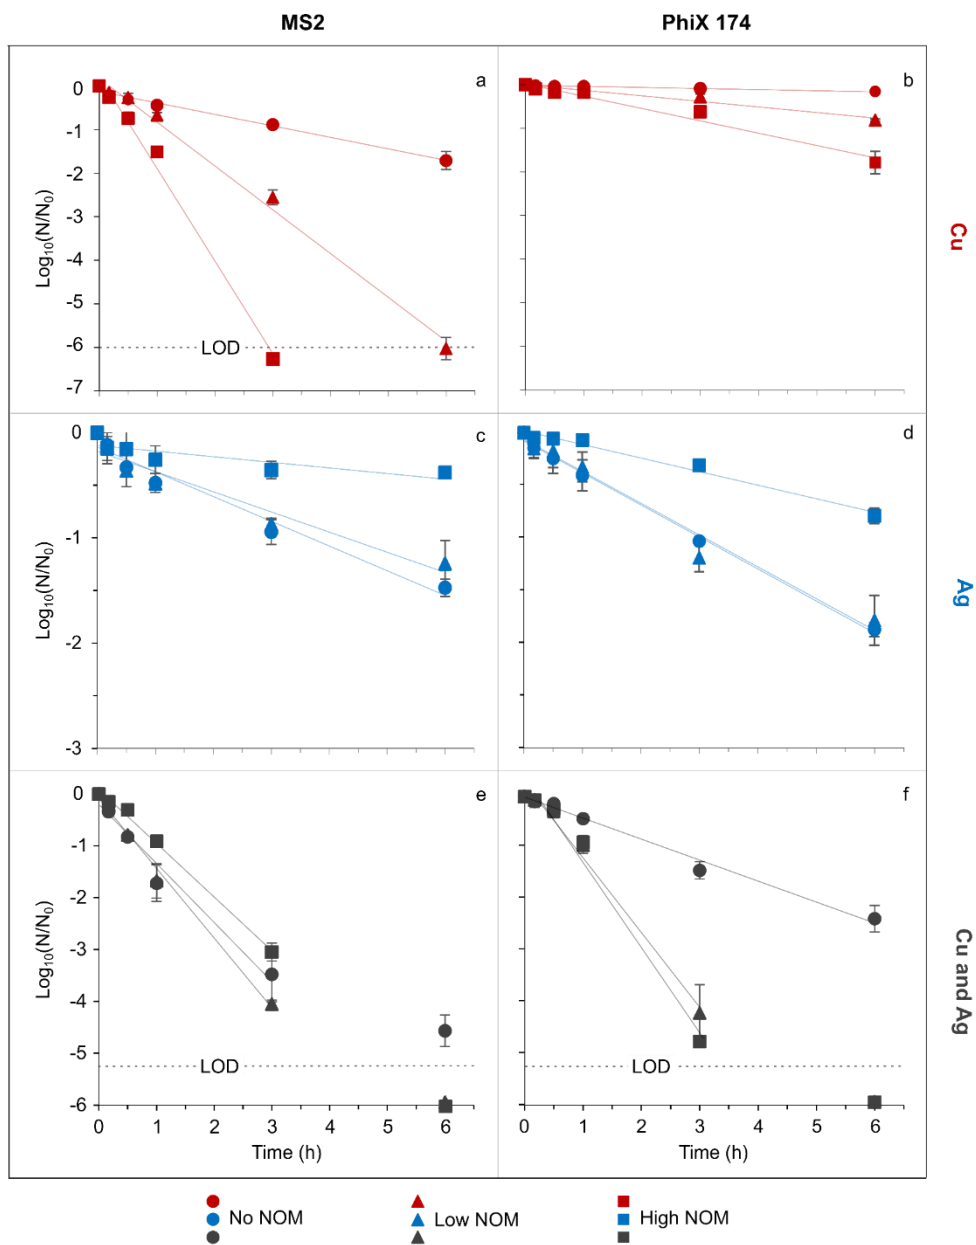 MS2
PhiX 174
a
0
-1
-2
-3
-4
-5
-6
-7
Log10(N/N0)
LOD
b
Cu
c
0
-1
-2
-3
Log10(N/N0)
d
Ag
e
0
-1
-2
-3
-4
-5
-6
Log10(N/N0)
LOD
0 1 2 3 4 5 6
Time (h)
f
LOD
0 1 2 3 4 5 6
Time (h)
Cu and Ag
No NOM Low NOM High NOM